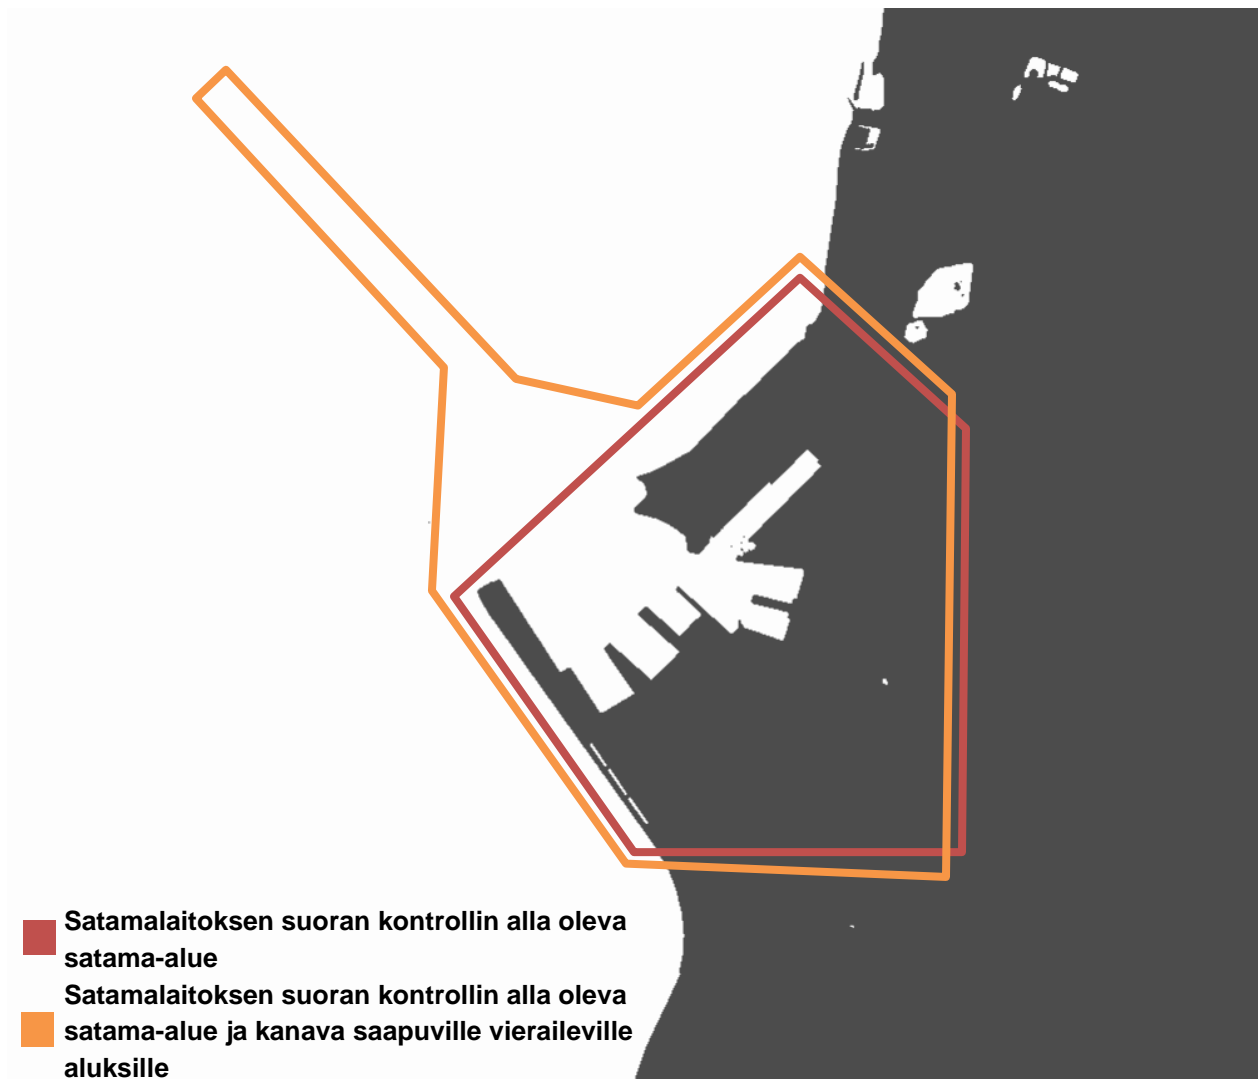 Satamalaitoksen suoran kontrollin alla oleva
satama-alue
Satamalaitoksen suoran kontrollin alla oleva
satama-alue ja kanava saapuville vieraileville
aluksille